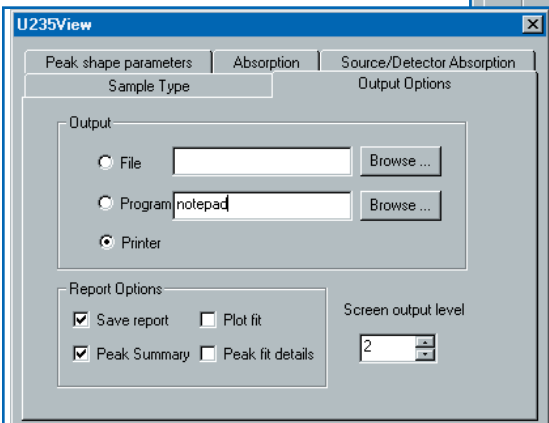 U235View
Peak shape parameters Absorption Source/Detector Absorption
Sample Type Output Options
Output
File Browse ...
Program notepad Browse ...
Printer
Report Options
Save report Plot fit
Peak Summary Peak fit details
Screen output level
2